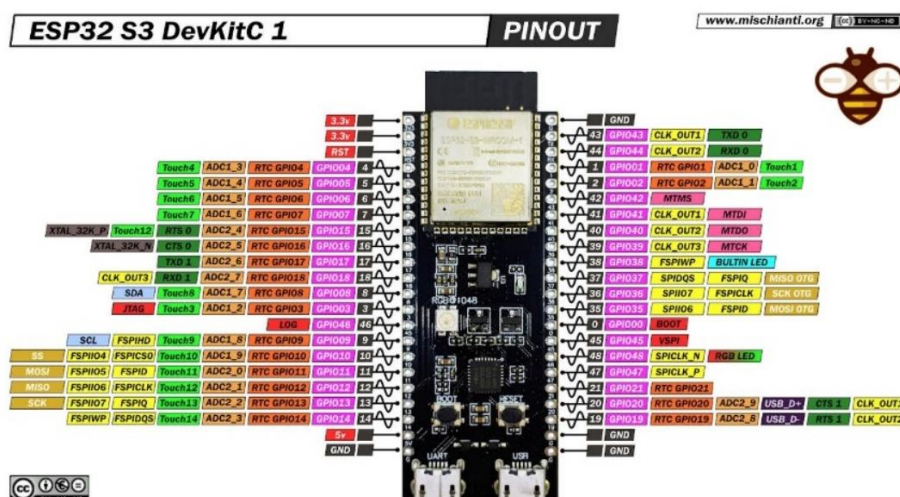 ESP32 S3 DevKitC 1 PINOUT
www.mischianti.org CC BY-NC-ND
3.3v
3.3v
RST
Touch4 ADC1_3 RTC GPIO4 GPIO04 4
Touch5 ADC1_4 RTC GPIO5 GPIO05 5
Touch6 ADC1_5 RTC GPIO6 GPIO06 6
Touch7 ADC1_6 RTC GPIO7 GPIO07 7
XTAL_32K_P Touch12 RTS 0 ADC2_4 RTC GPIO15 GPIO15 15
XTAL_32K_N CTS 0 ADC2_5 RTC GPIO16 GPIO16 16
TXD 1 ADC2_6 RTC GPIO17 GPIO17 17
CLK_OUT3 RXD 1 ADC2_7 RTC GPIO18 GPIO18 18
SDA Touch8 ADC1_7 RTC GPIO8 GPIO08 8
JTAG Touch3 ADC1_2 RTC GPIO3 GPIO03 3
LOG GPIO46 46
SCL FSPIHD Touch9 ADC1_8 RTC GPIO09 GPIO09 9
SS FSPIIO4 FSPICS0 Touch10 ADC1_9 RTC GPIO10 GPIO10 10
MOSI FSPIIO5 FSPID Touch11 ADC2_0 RTC GPIO11 GPIO11 11
MISO FSPIIO6 FSPICLK Touch12 ADC2_1 RTC GPIO12 GPIO12 12
SCK FSPIIO7 FSPIQ Touch13 ADC2_2 RTC GPIO13 GPIO13 13
FSPIWP FSPIDQS Touch14 ADC2_3 RTC GPIO14 GPIO14 14
5v
GND
GND
43 GPIO43 CLK_OUT1 TXD 0
44 GPIO44 CLK_OUT2 RXD 0
1 GPIO01 RTC GPIO1 ADC1_0 Touch1
2 GPIO02 RTC GPIO2 ADC1_1 Touch2
42 GPIO42 MTMS
41 GPIO41 CLK_OUT1 MTDI
40 GPIO40 CLK_OUT2 MTDO
39 GPIO39 CLK_OUT3 MTCK
38 GPIO38 FSPIWP BULTIN LED
37 GPIO37 SPIDQS FSPIQ MISO OTG
36 GPIO36 SPIIO7 FSPICLK SCK OTG
35 GPIO35 SPIIO6 FSPID MOSI OTG
0 GPIO00 BOOT
45 GPIO45 VSPI
48 GPIO48 SPICLK_N RGB LED
47 GPIO47 SPICLK_P
21 GPIO21 RTC GPIO21
20 GPIO20 RTC GPIO20 ADC2_9 USB_D+ CTS 1 CLK_OUT1
19 GPIO19 RTC GPIO19 ADC2_8 USB_D- RTS 1 CLK_OUT2
GND
GND
RGB@IO48
BOOT RESET
UART USB